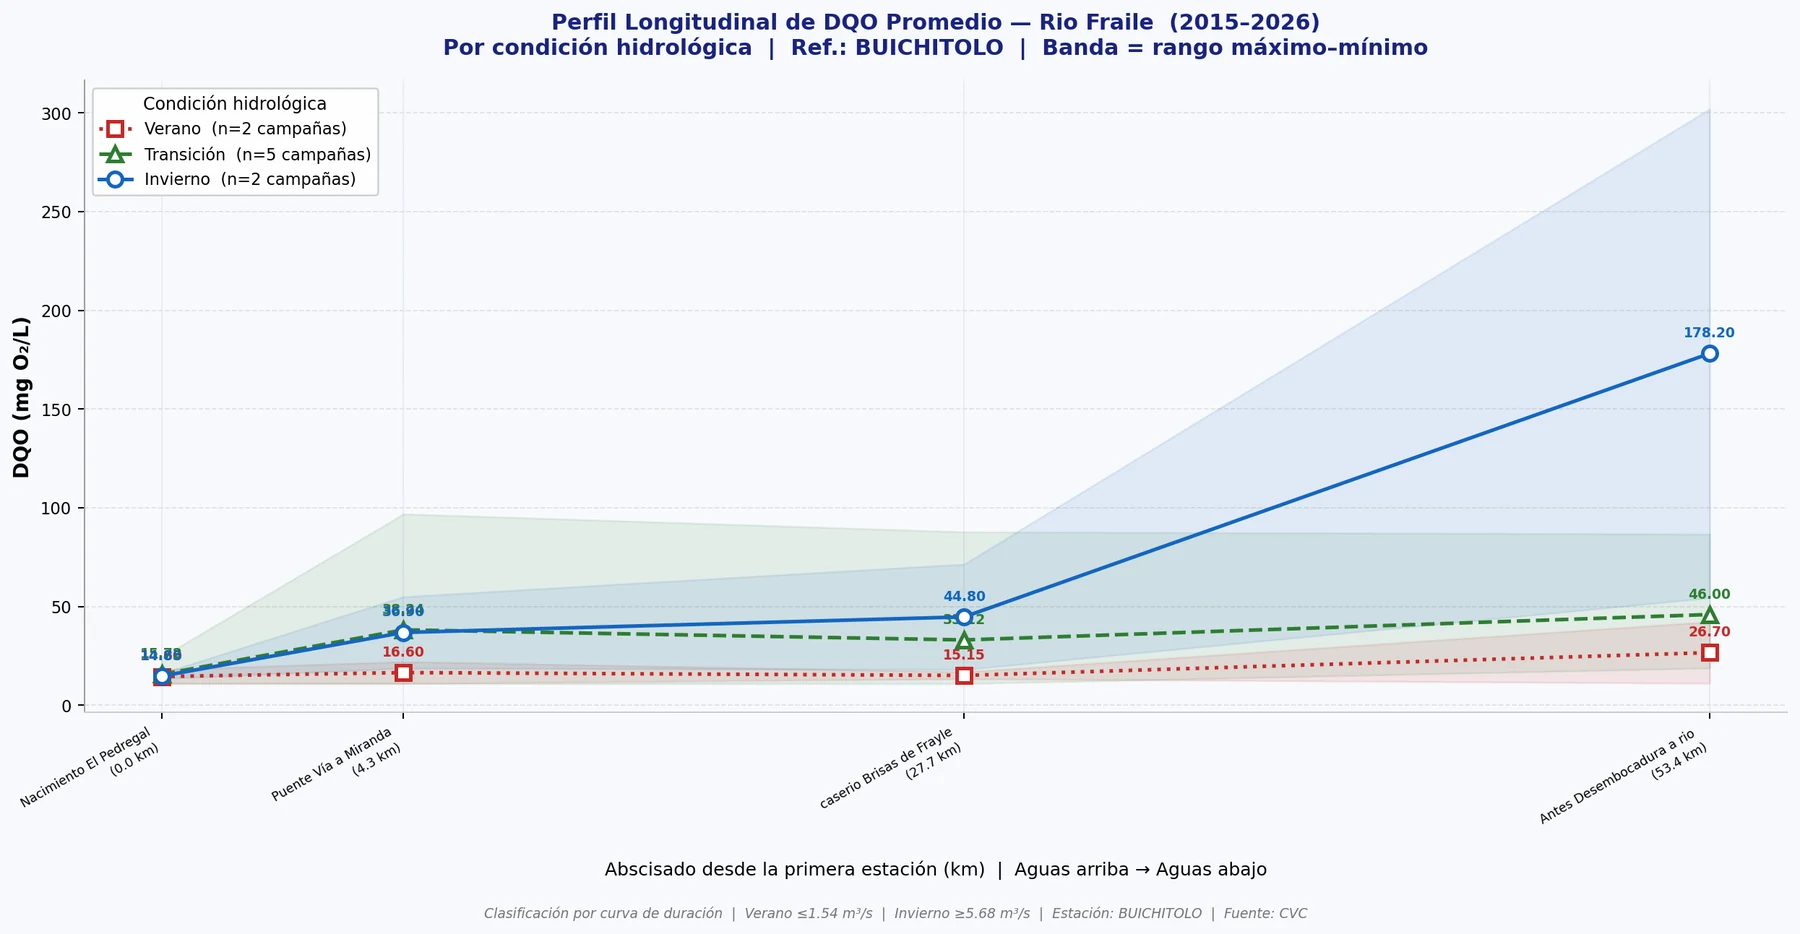 Perfil Longitudinal de DQO Promedio — Rio Fraile (2015–2026)
Por condición hidrológica | Ref.: BUICHITOLO | Banda = rango máximo–mínimo
DQO (mg O₂/L)
300
250
200
150
100
50
0
Condición hidrológica
Verano (n=2 campañas)
Transición (n=5 campañas)
Invierno (n=2 campañas)
178.20
44.80
46.00
26.70
16.60
15.15
36.90
Nacimiento El Pedregal
(0.0 km)
Puente Vía a Miranda
(4.3 km)
caserio Brisas de Frayle
(27.7 km)
Antes Desembocadura a rio
(53.4 km)
Abscisado desde la primera estación (km) | Aguas arriba → Aguas abajo
Clasificación por curva de duración | Verano ≤1.54 m³/s | Invierno ≥5.68 m³/s | Estación: BUICHITOLO | Fuente: CVC